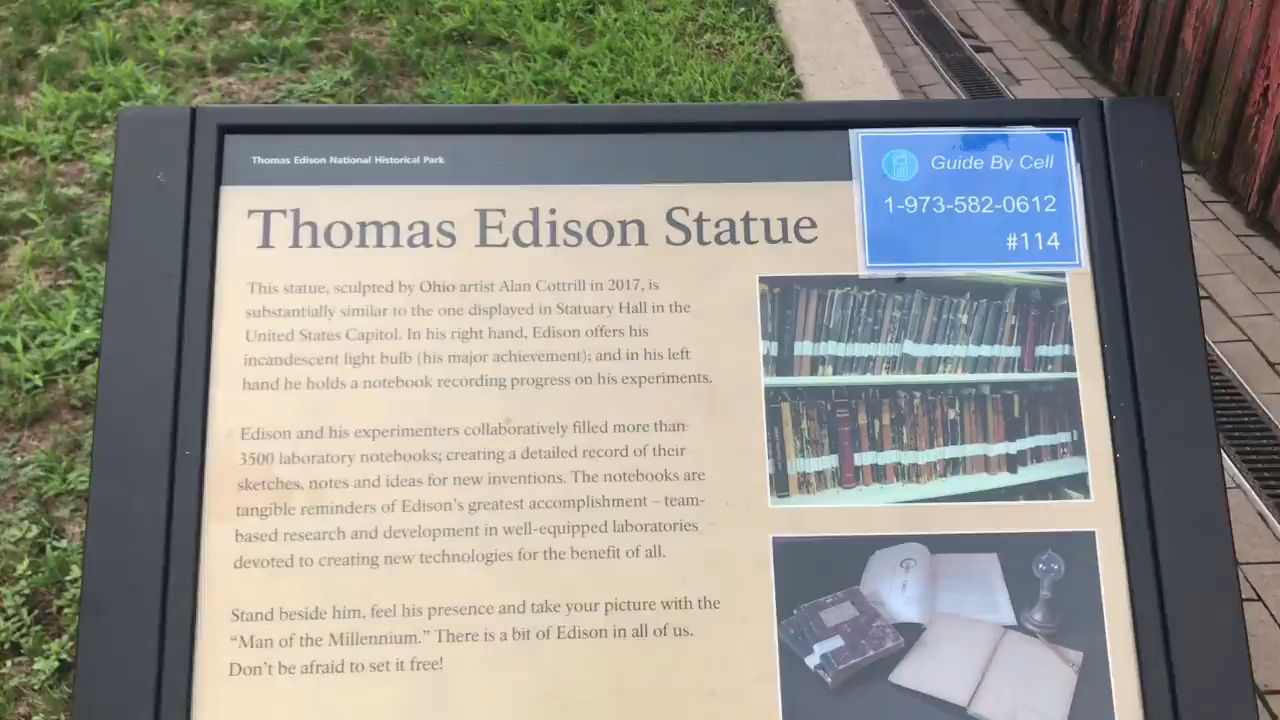 Thomas Edison National Historical Park
Guide By Cell
1-973-582-0612
#114
Thomas Edison Statue
This statue, sculpted by Ohio artist Alan Cottrill in 2017, is
substantially similar to the one displayed in Statuary Hall in the
United States Capitol. In his right hand, Edison offers his
incandescent light bulb (his major achievement); and in his left
hand he holds a notebook recording progress on his experiments.
Edison and his experimenters collaboratively filled more than
3500 laboratory notebooks; creating a detailed record of their
sketches, notes and ideas for new inventions. The notebooks are
tangible reminders of Edison's greatest accomplishment – team-
based research and development in well-equipped laboratories
devoted to creating new technologies for the benefit of all.
Stand beside him, feel his presence and take your picture with the
“Man of the Millennium.” There is a bit of Edison in all of us.
Don't be afraid to set it free!